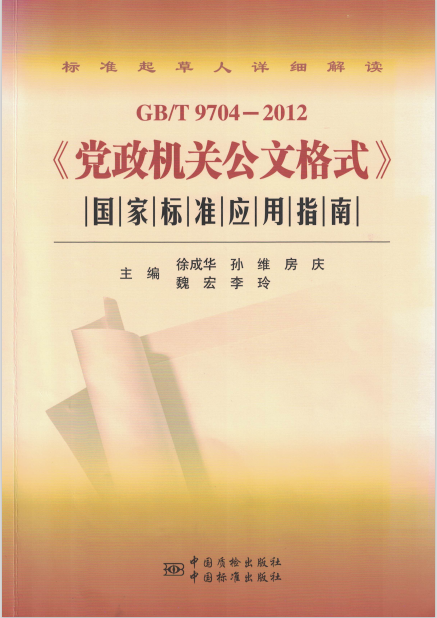 标准起草人详细解读
GB/T 9704－2012
《党政机关公文格式》
国家标准应用指南
主编 徐成华 孙维 房庆
魏宏 李玲
中国质检出版社
中国标准出版社